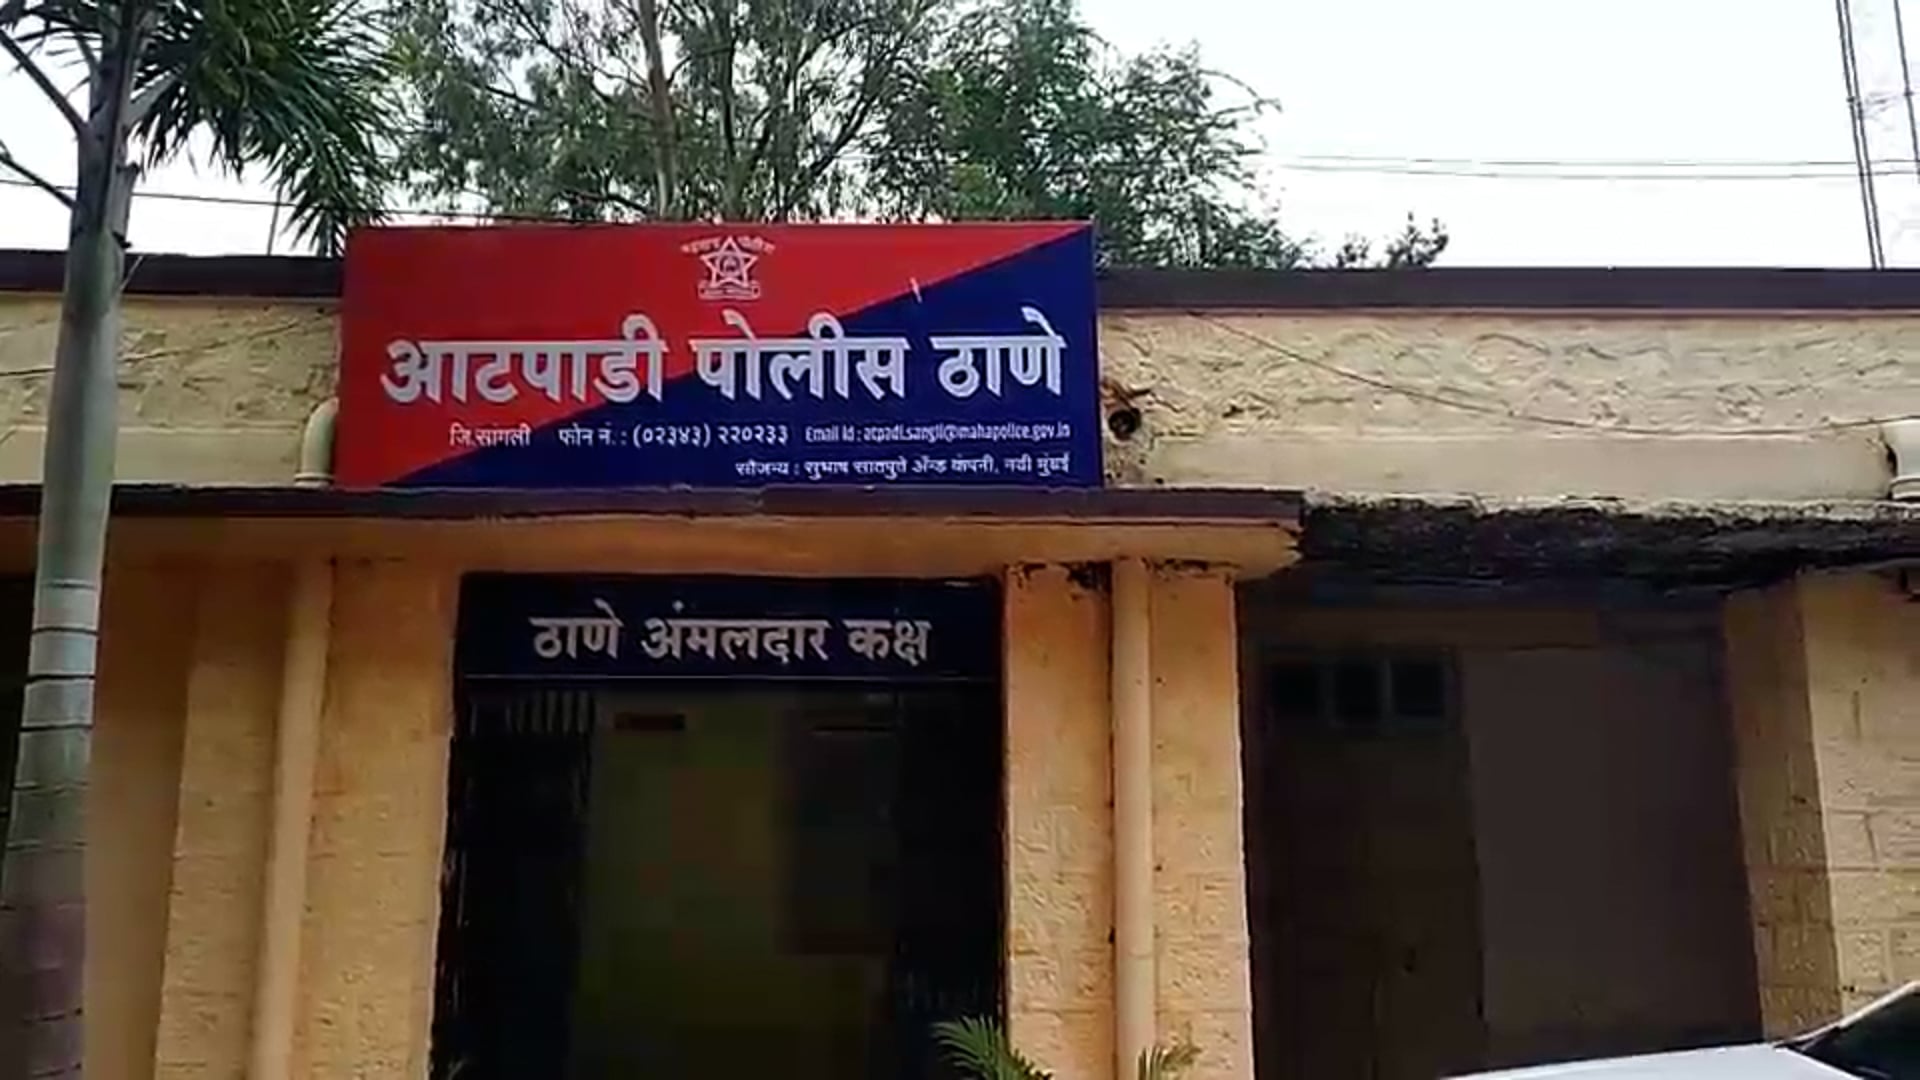 आटपाडी पोलीस ठाणे
जि.सांगली फोन नं. : (०२३४३) २२०२३३ Email id : atpadi.sangli@mahapolice.gov.in
सौजन्य : सुभाष सातपुते अँन्ड कंपनी, नवी मुंबई
ठाणे अंमलदार कक्ष